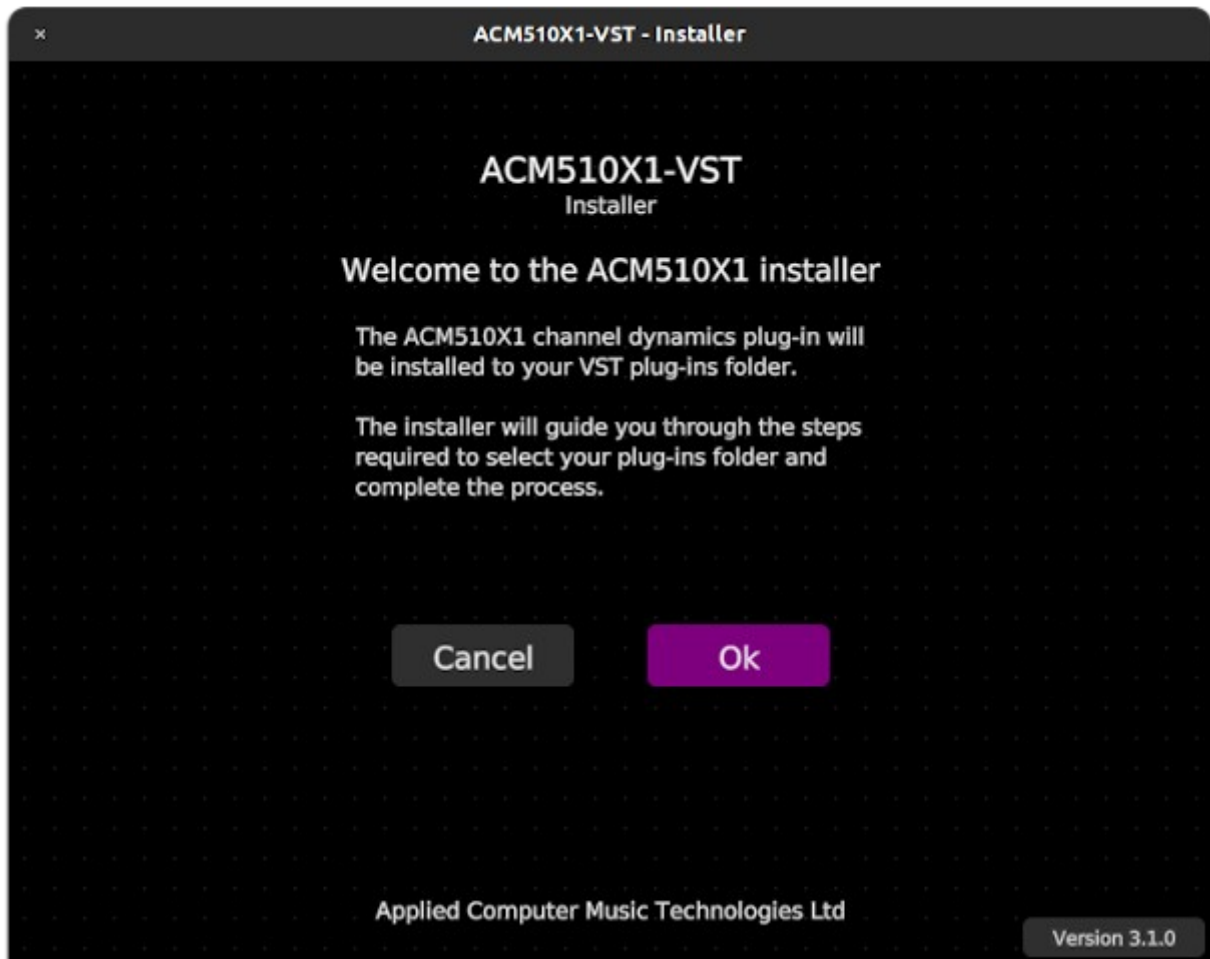 ACM510X1-VST - Installer
ACM510X1-VST
Installer
Welcome to the ACM510X1 installer
The ACM510X1 channel dynamics plug-in will
be installed to your VST plug-ins folder.
The installer will guide you through the steps
required to select your plug-ins folder and
complete the process.
Cancel
Ok
Applied Computer Music Technologies Ltd
Version 3.1.0